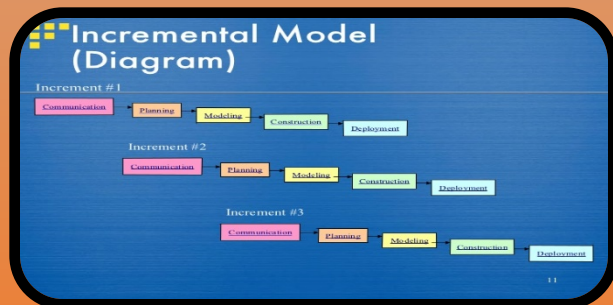 Incremental Model
(Diagram)
Increment #1
Communication
Planning
Modeling
Construction
Deployment
Increment #2
Communication
Planning
Modeling
Construction
Deployment
Increment #3
Communication
Planning
Modeling
Construction
Deployment
11